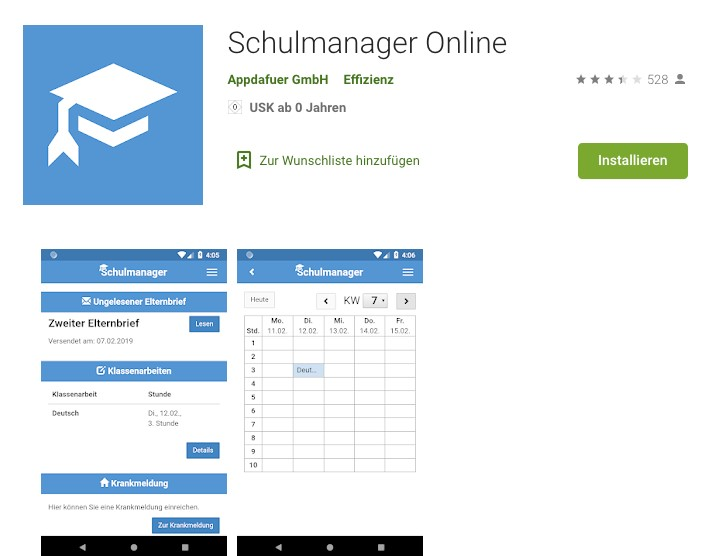 Schulmanager Online
Appdafuer GmbH Effizienz
528
0 USK ab 0 Jahren
Zur Wunschliste hinzufügen
Installieren
4:05
Schulmanager
Ungelesener Elternbrief
Zweiter Elternbrief
Lesen
Versendet am: 07.02.2019
Klassenarbeiten
Klassenarbeit Stunde
Deutsch Di., 12.02.,
3. Stunde
Details
Krankmeldung
Hier können Sie eine Krankmeldung einreichen.
Zur Krankmeldung
4:06
Schulmanager
Heute KW 7
Mo. Di. Mi. Do. Fr.
Std. 11.02. 12.02. 13.02. 14.02. 15.02.
1
2
3 Deut...
4
5
6
7
8
9
10